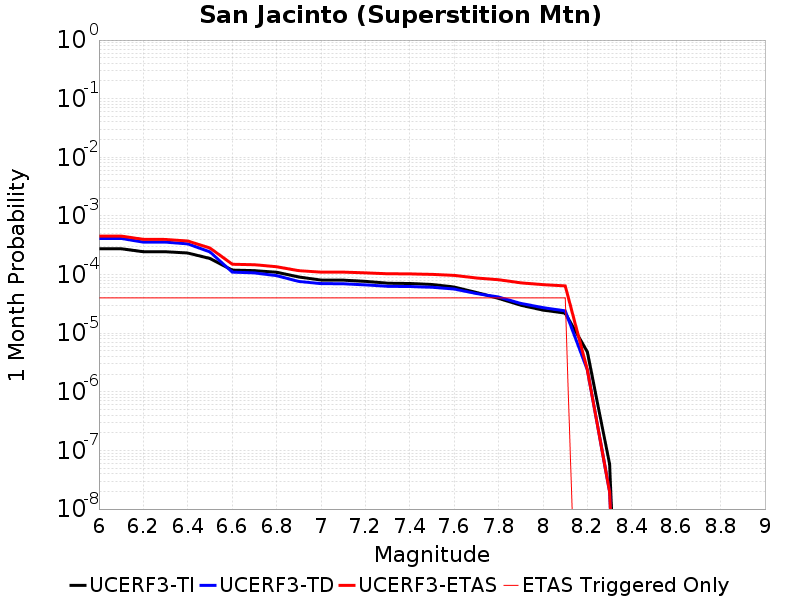 San Jacinto (Superstition Mtn)
1 Month Probability
10^0
10^-1
10^-2
10^-3
10^-4
10^-5
10^-6
10^-7
10^-8
6 6.2 6.4 6.6 6.8 7 7.2 7.4 7.6 7.8 8 8.2 8.4 8.6 8.8 9
Magnitude
UCERF3-TI UCERF3-TD UCERF3-ETAS ETAS Triggered Only